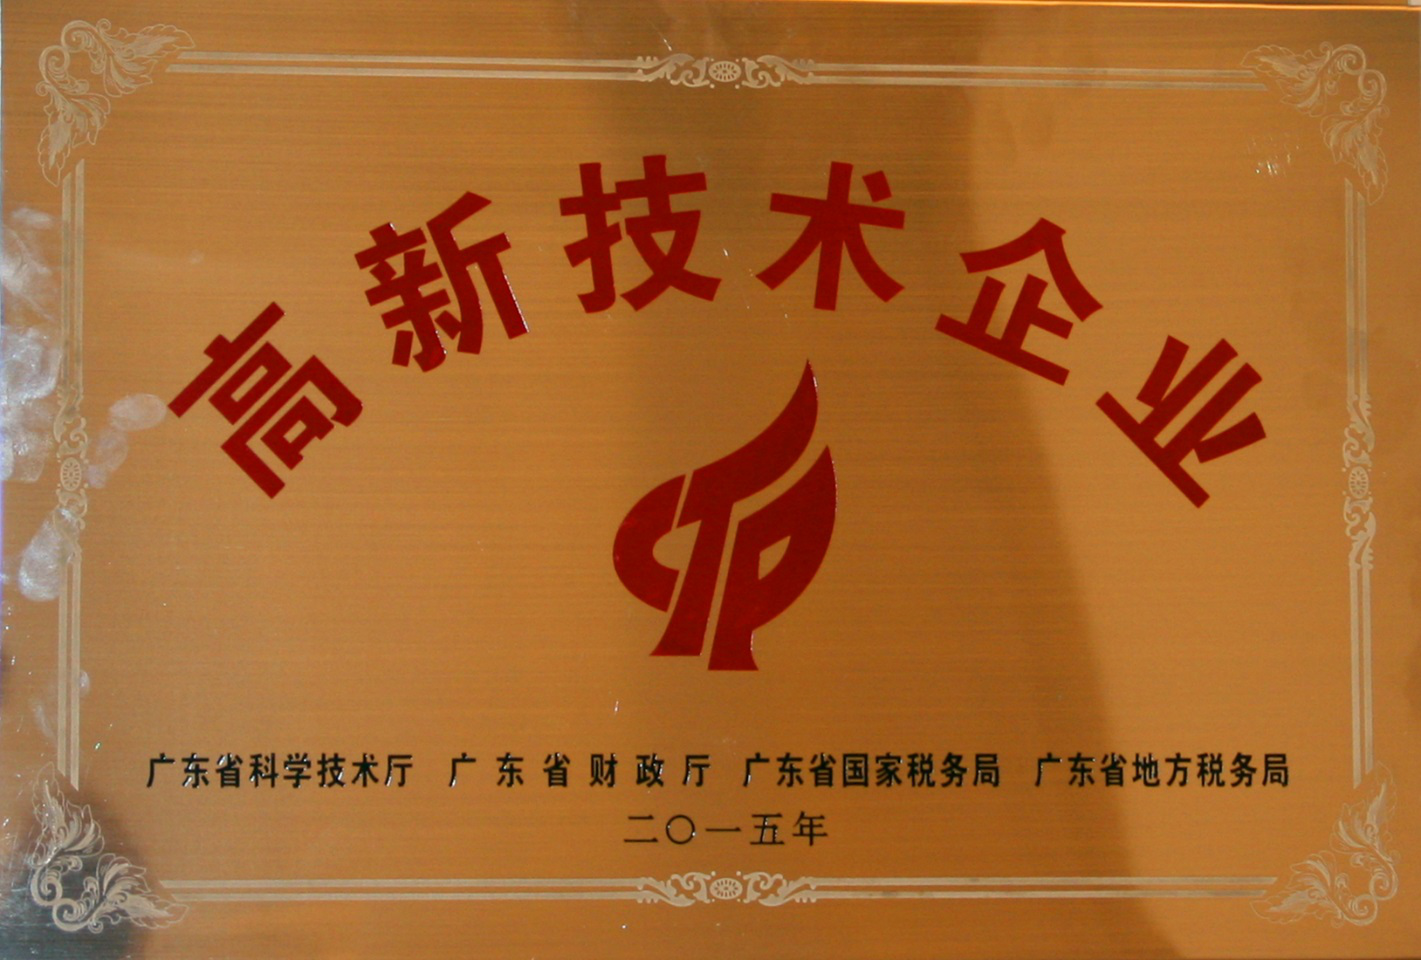 高新技术企业
广东省科学技术厅 广东省财政厅 广东省国家税务局 广东省地方税务局
二〇一五年